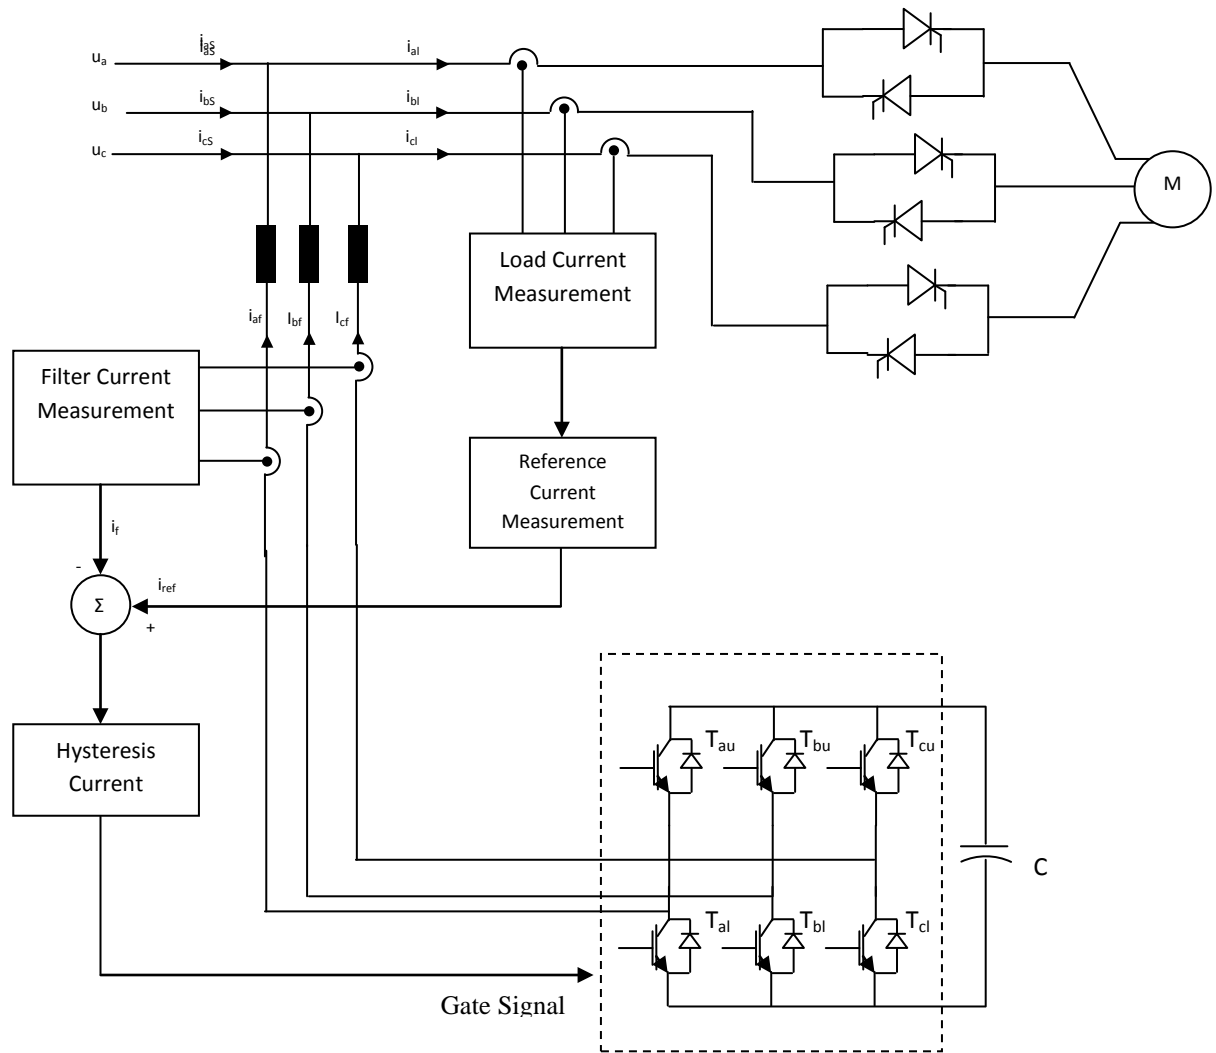 iaS
iaS
ial
ua
ub
ibS
ibl
uc
icS
icl
M
Load Current
Measurement
iaf
Ibf
Icf
Filter Current
Measurement
Reference
Current
Measurement
if
-
iref
Σ
+
Hysteresis
Current
Tau
Tbu
Tcu
C
Tal
Tbl
Tcl
Gate Signal